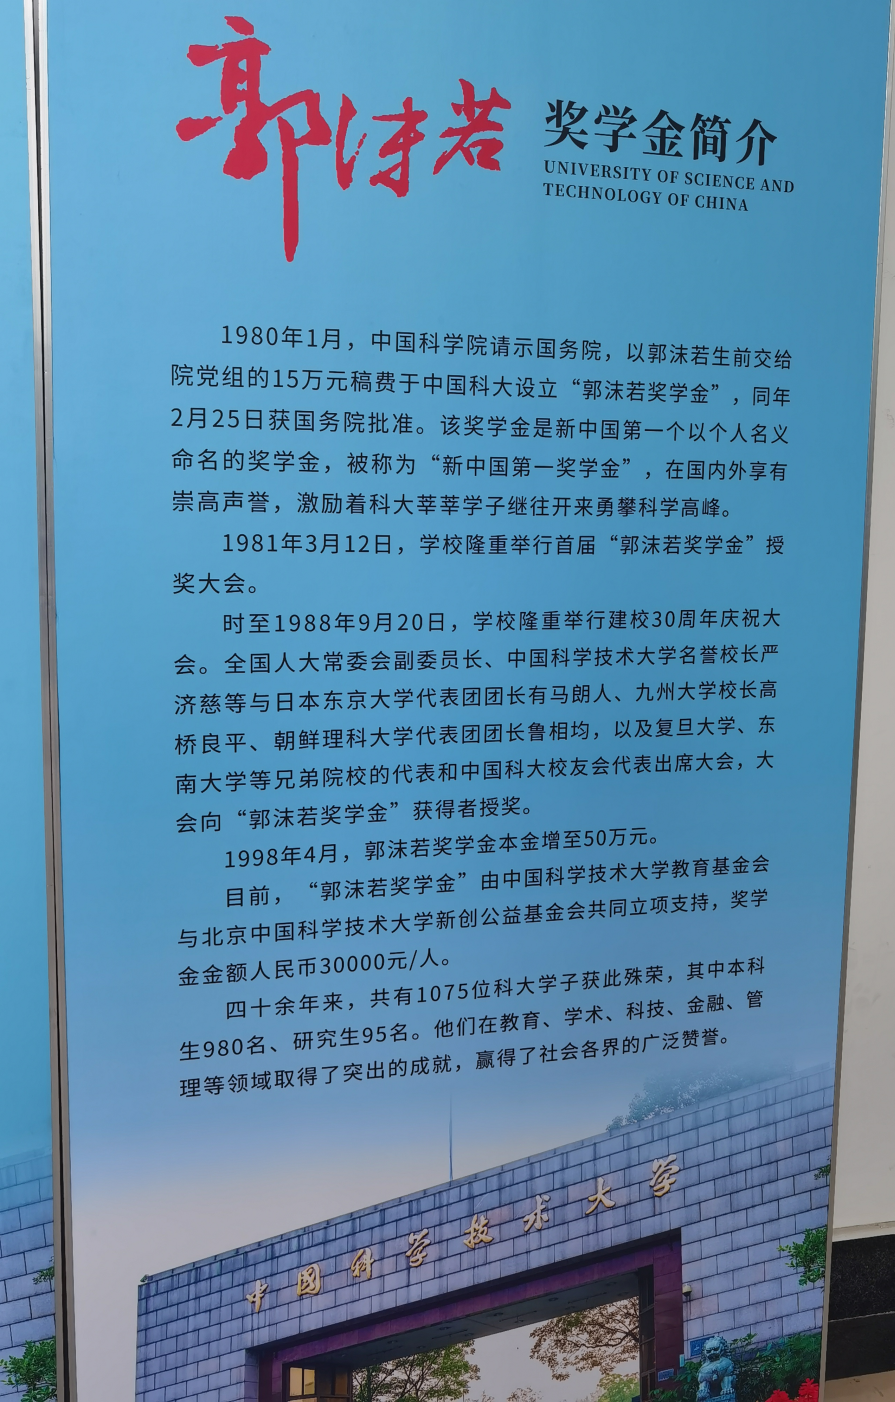 郭沫若
奖学金简介
UNIVERSITY OF SCIENCE AND
TECHNOLOGY OF CHINA
1980年1月，中国科学院请示国务院，以郭沫若生前交给
院党组的15万元稿费于中国科大设立“郭沫若奖学金”，同年
2月25日获国务院批准。该奖学金是新中国第一个以个人名义
命名的奖学金，被称为“新中国第一奖学金”，在国内外享有
崇高声誉，激励着科大莘莘学子继往开来勇攀科学高峰。
1981年3月12日，学校隆重举行首届“郭沫若奖学金”授
奖大会。
时至1988年9月20日，学校隆重举行建校30周年庆祝大
会。全国人大常委会副委员长、中国科学技术大学名誉校长严
济慈等与日本东京大学代表团团长有马朗人、九州大学校长高
桥良平、朝鲜理科大学代表团团长鲁相均，以及复旦大学、东
南大学等兄弟院校的代表和中国科大校友会代表出席大会，大
会向“郭沫若奖学金”获得者授奖。
1998年4月，郭沫若奖学金本金增至50万元。
目前，“郭沫若奖学金”由中国科学技术大学教育基金会
与北京中国科学技术大学新创公益基金会共同立项支持，奖学
金金额人民币30000元/人。
四十余年来，共有1075位科大学子获此殊荣，其中本科
生980名、研究生95名。他们在教育、学术、科技、金融、管
理等领域取得了突出的成就，赢得了社会各界的广泛赞誉。
中国科学技术大学